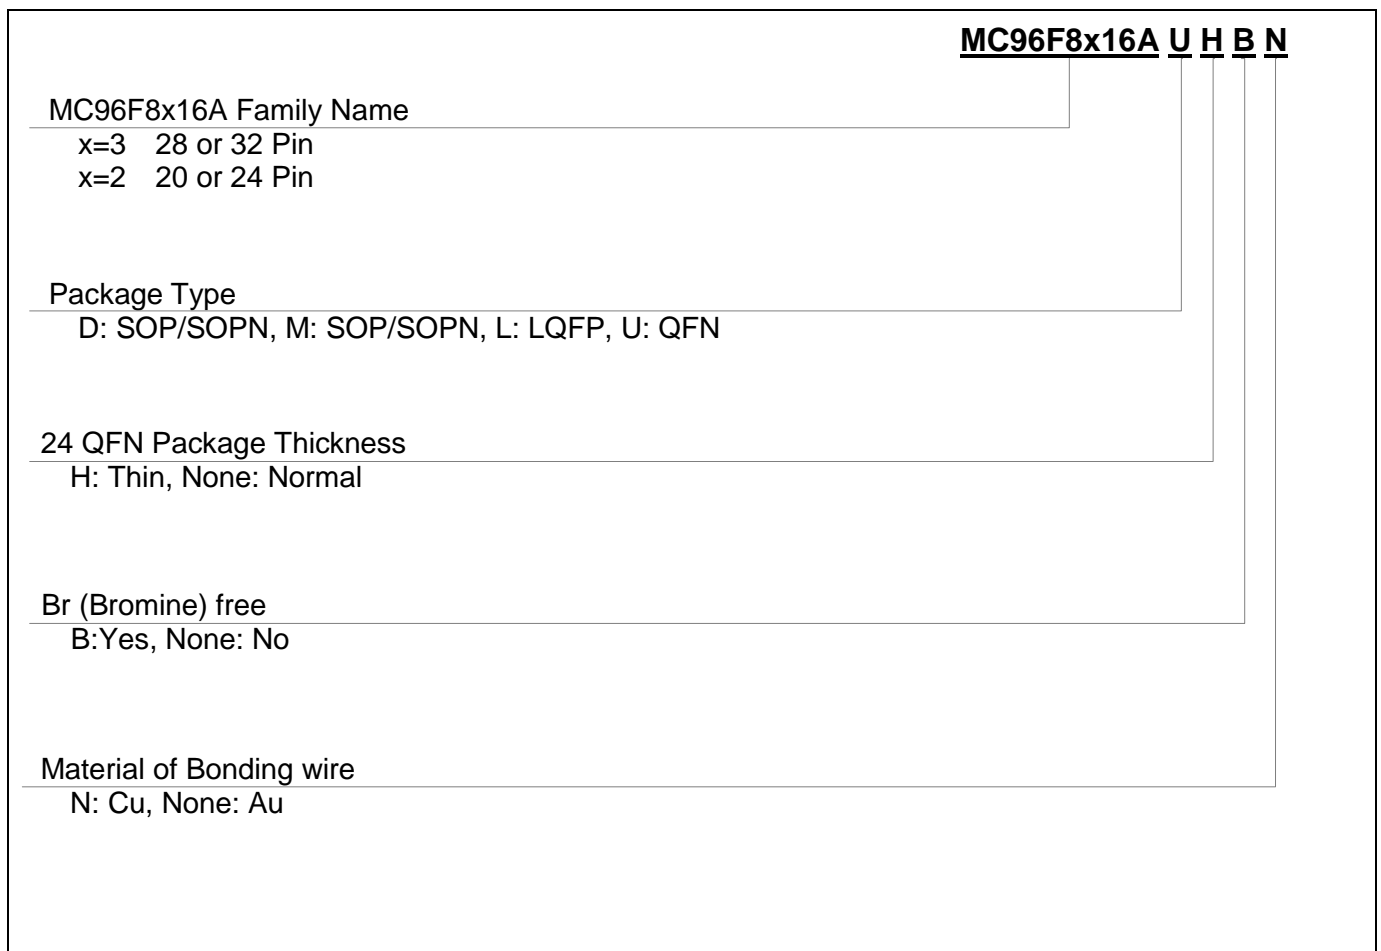 MC96F8x16A U H B N
MC96F8x16A Family Name
x=3 28 or 32 Pin
x=2 20 or 24 Pin
Package Type
D: SOP/SOPN, M: SOP/SOPN, L: LQFP, U: QFN
24 QFN Package Thickness
H: Thin, None: Normal
Br (Bromine) free
B:Yes, None: No
Material of Bonding wire
N: Cu, None: Au